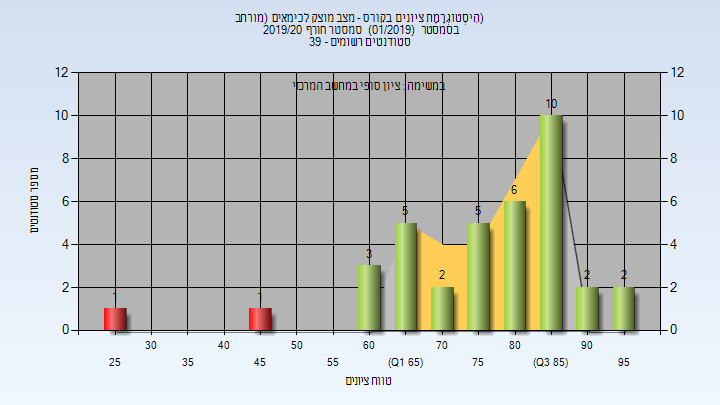 היסטוגרמת ציונים בקורס - מצב מוצק לכימאים (מורחב)
בסמסטר (01/2019) סמסטר חורף 2019/20
סטודנטים רשומים - 39
במשימה : ציון סופי במחשב המרכזי
מספר סטודנטים
12 12
10 10
8 8
6 6
4 4
2 2
0 0
1 1 3 5 2 5 6 10 2 2
30 40 50 60 70 80 90
25 35 45 55 (Q1 65) 75 (Q3 85) 95
טווח ציונים